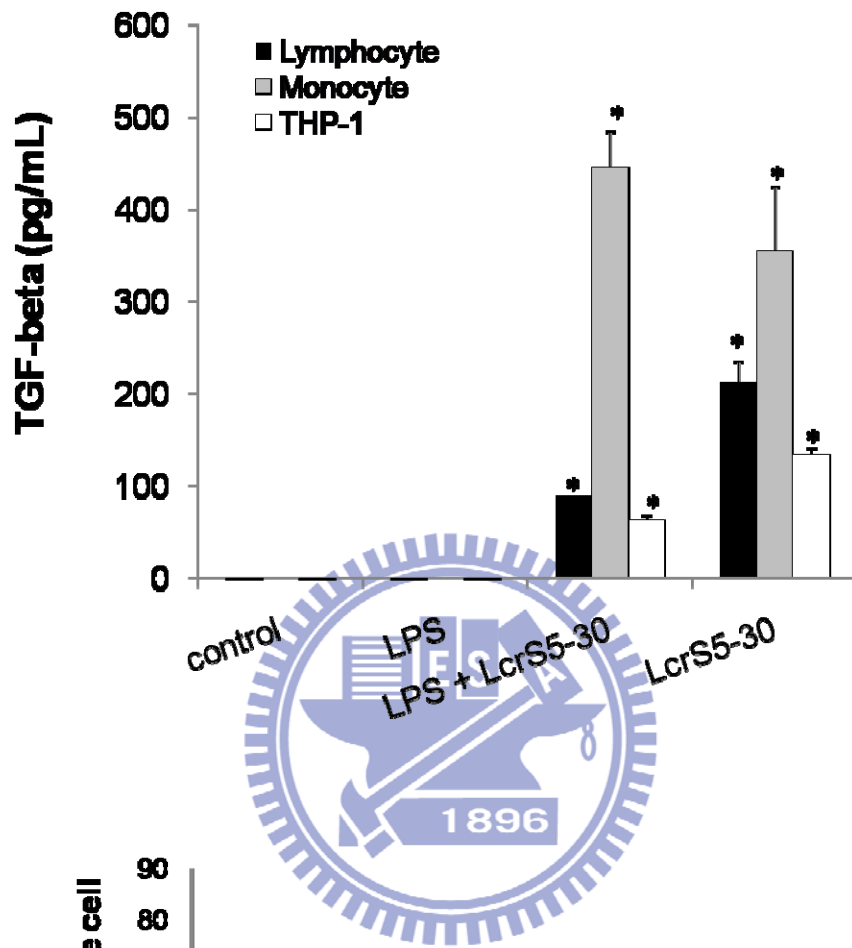 600
500
400
300
200
100
0
TGF-beta (pg/mL)
Lymphocyte
Monocyte
THP-1
*
*
*
*
*
*
control
LPS
LPS + LcrS5-30
LcrS5-30
ES
A
1896
90
80
e cell